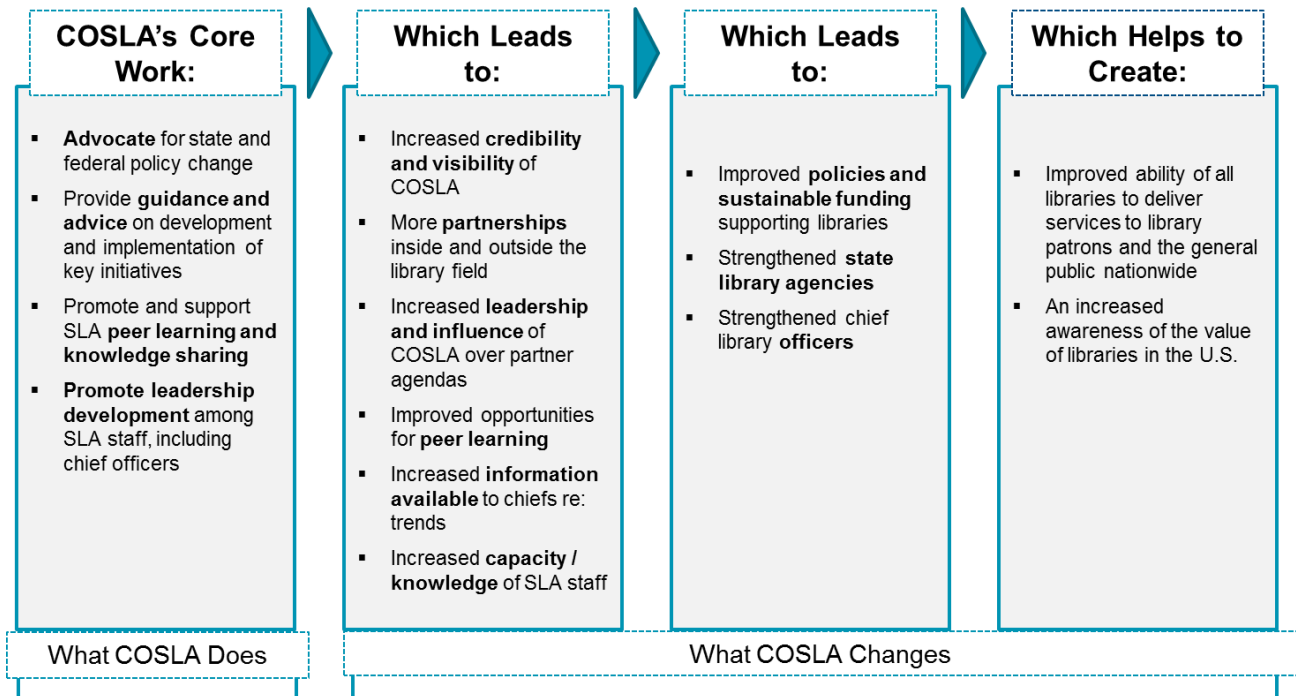 COSLA's Core
Work:
▪ Advocate for state and
federal policy change
▪ Provide guidance and
advice on development
and implementation of
key initiatives
▪ Promote and support
SLA peer learning and
knowledge sharing
▪ Promote leadership
development among
SLA staff, including
chief officers
What COSLA Does
Which Leads
to:
▪ Increased credibility
and visibility of
COSLA
▪ More partnerships
inside and outside the
library field
▪ Increased leadership
and influence of
COSLA over partner
agendas
▪ Improved opportunities
for peer learning
▪ Increased information
available to chiefs re:
trends
▪ Increased capacity /
knowledge of SLA staff
Which Leads
to:
▪ Improved policies and
sustainable funding
supporting libraries
▪ Strengthened state
library agencies
▪ Strengthened chief
library officers
Which Helps to
Create:
▪ Improved ability of all
libraries to deliver
services to library
patrons and the general
public nationwide
▪ An increased
awareness of the value
of libraries in the U.S.
What COSLA Changes